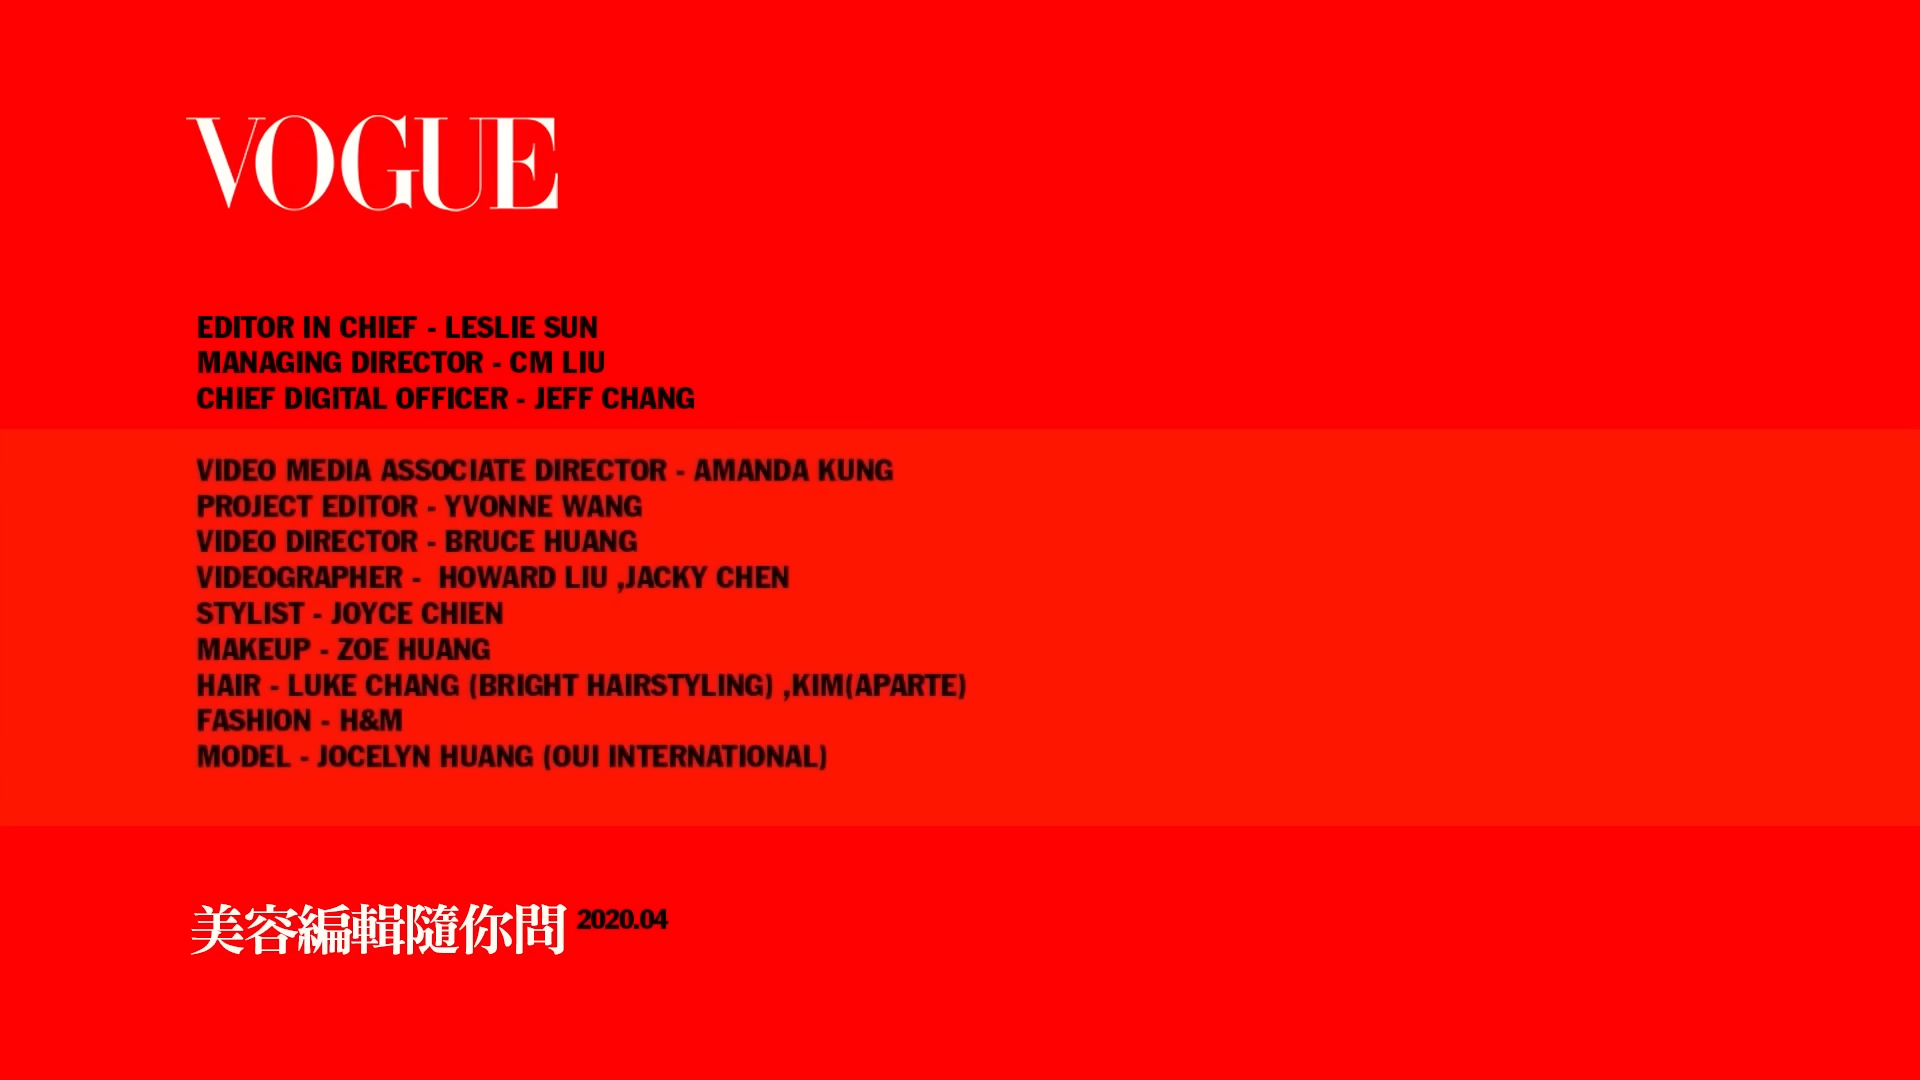 VOGUE
EDITOR IN CHIEF - LESLIE SUN
MANAGING DIRECTOR - CM LIU
CHIEF DIGITAL OFFICER - JEFF CHANG
VIDEO MEDIA ASSOCIATE DIRECTOR - AMANDA KUNG
PROJECT EDITOR - YVONNE WANG
VIDEO DIRECTOR - BRUCE HUANG
VIDEOGRAPHER -  HOWARD LIU ,JACKY CHEN
STYLIST - JOYCE CHIEN
MAKEUP - ZOE HUANG
HAIR - LUKE CHANG (BRIGHT HAIRSTYLING) ,KIM(APARTE)
FASHION - H&M
MODEL - JOCELYN HUANG (OUI INTERNATIONAL)
美容編輯隨你問 2020.04